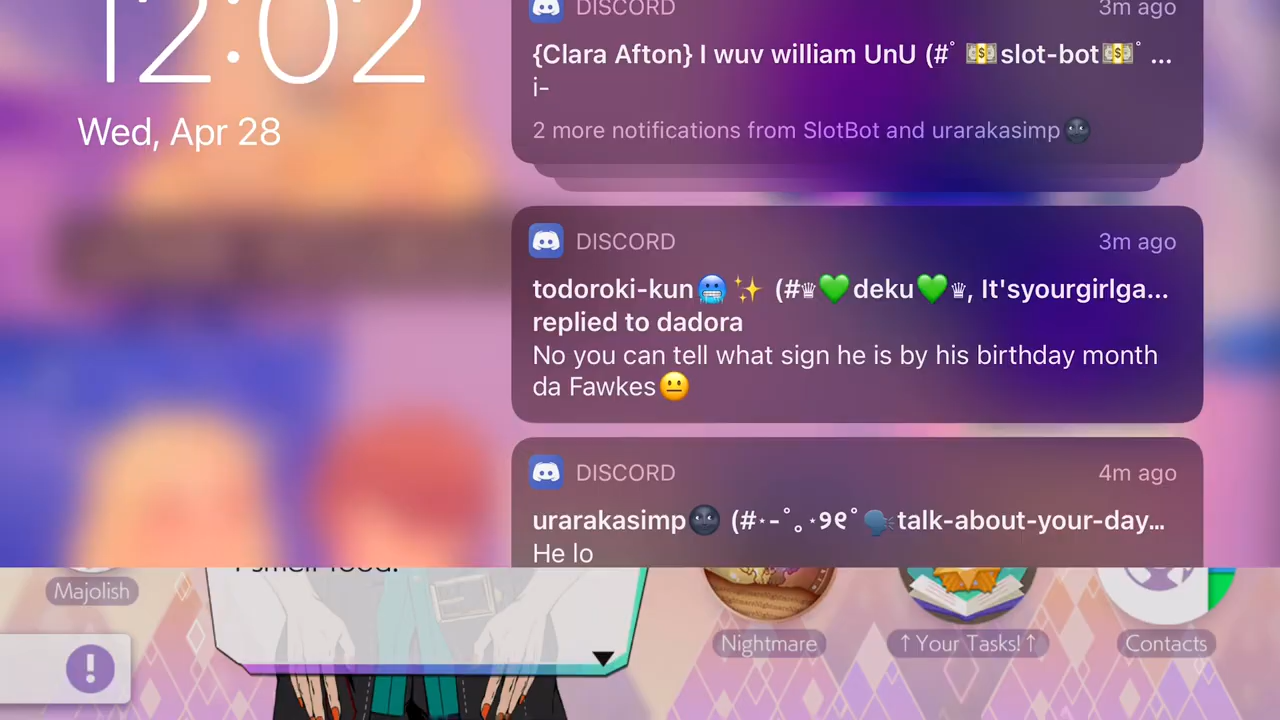 12:02
Wed, Apr 28
DISCORD
3m ago
{Clara Afton} I wuv william UnU (#ﾟ💵slot-bot💵ﾟ ...
i-
2 more notifications from SlotBot and urarakasimp🌚
DISCORD
3m ago
todoroki-kun🥶✨ (#♕💚deku💚♕, It'syourgirlga...
replied to dadora
No you can tell what sign he is by his birthday month
da Fawkes😐
DISCORD
4m ago
urarakasimp🌚 (#⋆-ﾟ｡⋆୨୧ﾟ🗣talk-about-your-day...
He lo
I smell food.
Majolish
Nightmare
↑Your Tasks!↑
Contacts